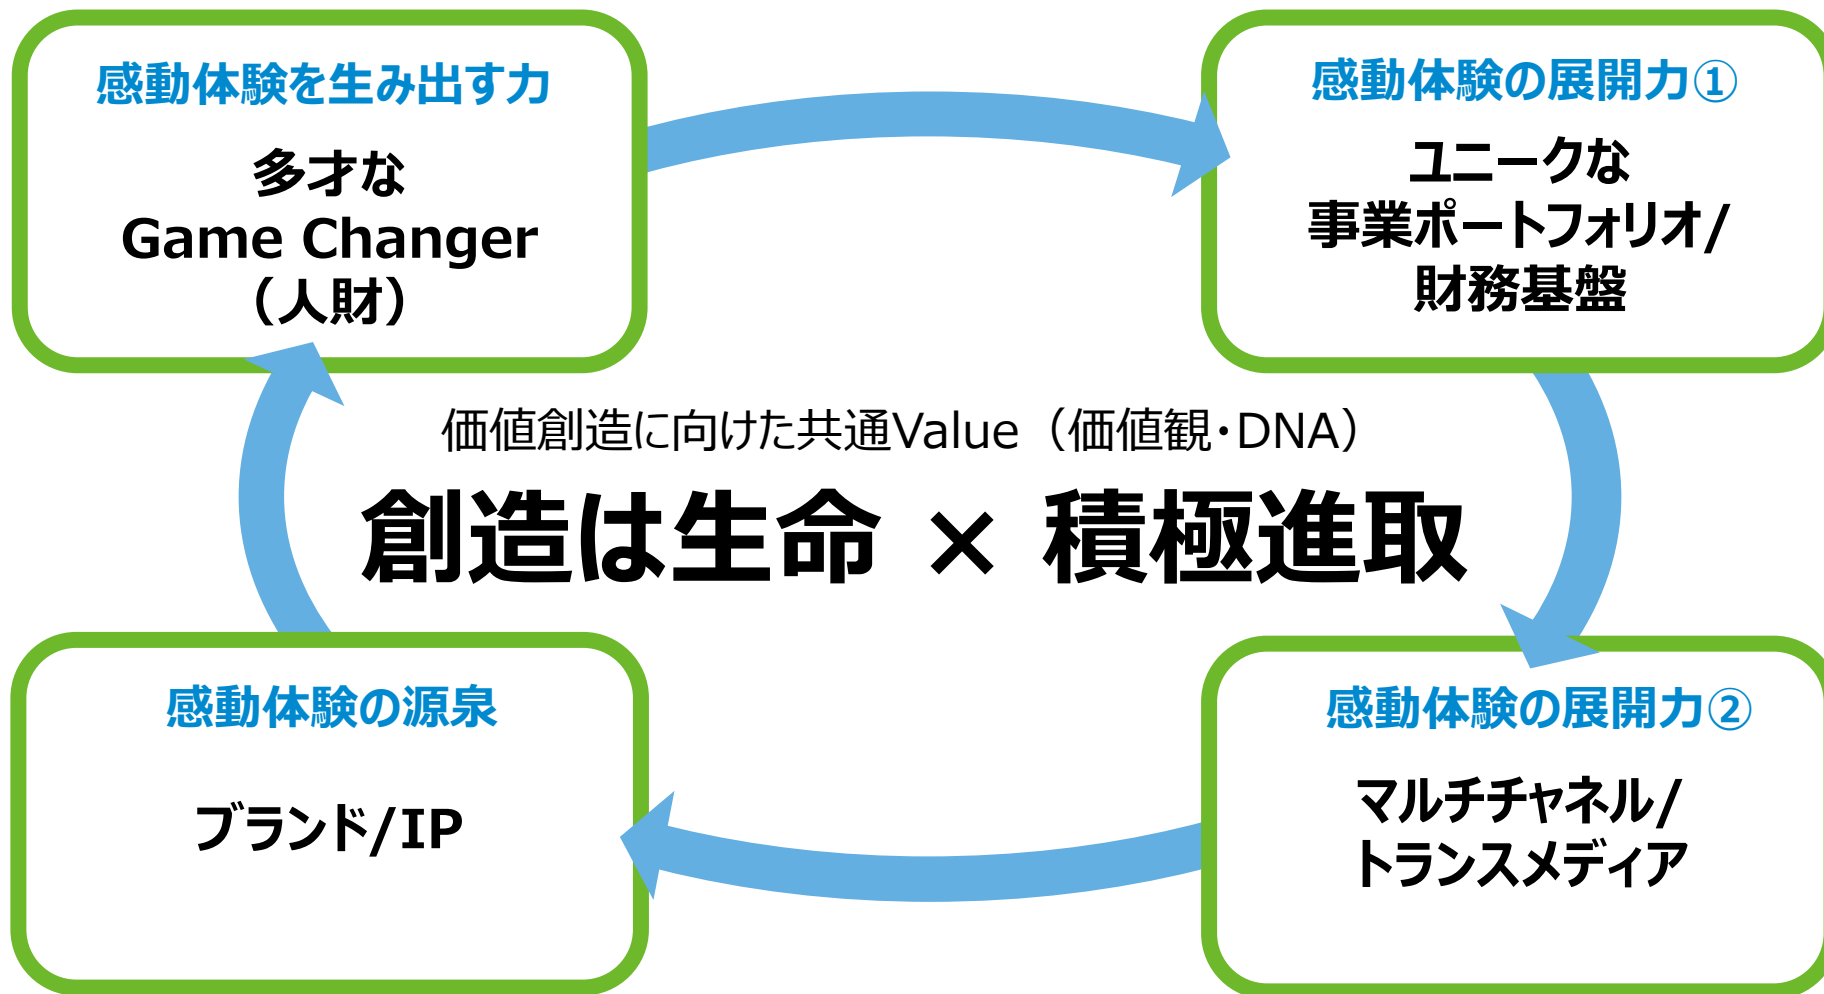 感動体験を生み出す力
多才な
Game Changer
（人財）
感動体験の展開力①
ユニークな
事業ポートフォリオ/
財務基盤
価値創造に向けた共通Value（価値観・DNA）
創造は生命 × 積極進取
感動体験の源泉
ブランド/IP
感動体験の展開力②
マルチチャネル/
トランスメディア